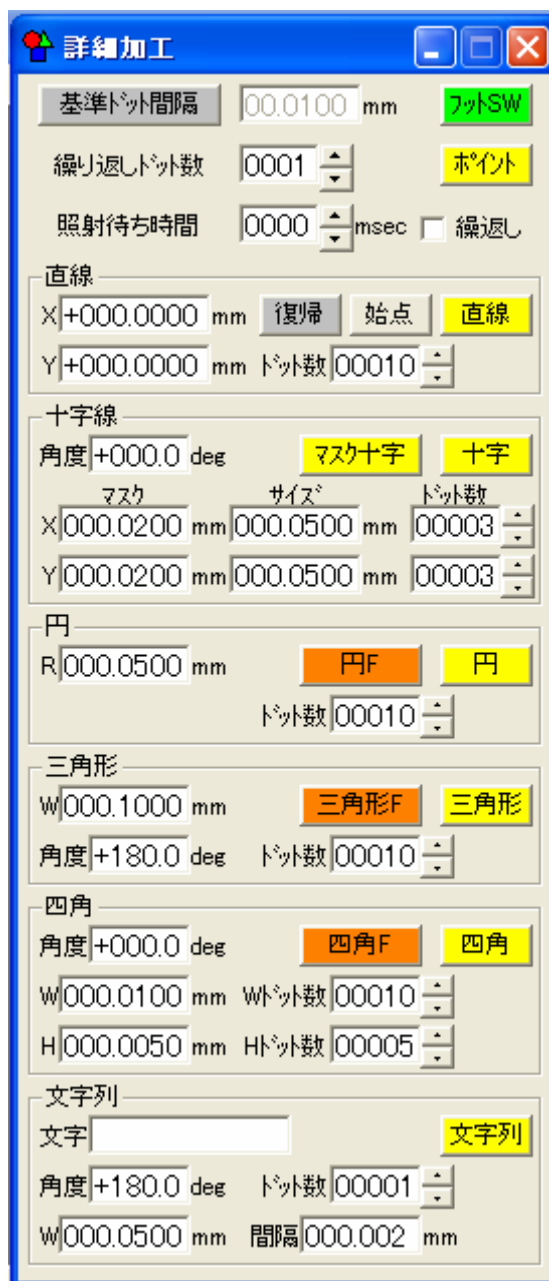 詳細加工
基準ﾄﾞｯﾄ間隔 00.0100 mm ﾌｯﾄSW
繰り返しﾄﾞｯﾄ数 0001 ﾎﾟｲﾝﾄ
照射待ち時間 0000 msec 繰返し
直線
X +000.0000 mm 復帰 始点 直線
Y +000.0000 mm ﾄﾞｯﾄ数 00010
十字線
角度 +000.0 deg ﾏｽｸ十字 十字
ﾏｽｸ ｻｲｽﾞ ﾄﾞｯﾄ数
X 000.0200 mm 000.0500 mm 00003
Y 000.0200 mm 000.0500 mm 00003
円
R 000.0500 mm 円F 円
ﾄﾞｯﾄ数 00010
三角形
W 000.1000 mm 三角形F 三角形
角度 +180.0 deg ﾄﾞｯﾄ数 00010
四角
角度 +000.0 deg 四角F 四角
W 000.0100 mm Wﾄﾞｯﾄ数 00010
H 000.0050 mm Hﾄﾞｯﾄ数 00005
文字列
文字 文字列
角度 +180.0 deg ﾄﾞｯﾄ数 00001
W 000.0500 mm 間隔 000.002 mm